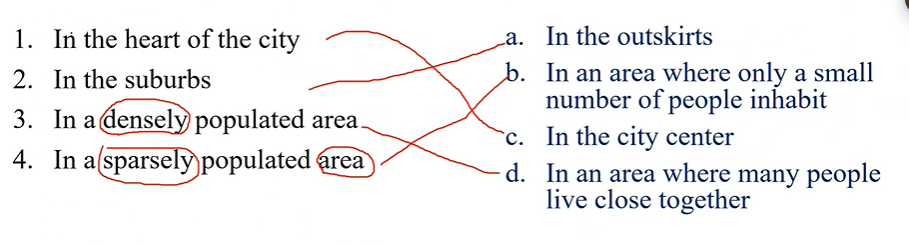 1. In the heart of the city
2. In the suburbs
3. In a densely populated area
4. In a sparsely populated area
a. In the outskirts
b. In an area where only a small
number of people inhabit
c. In the city center
d. In an area where many people
live close together